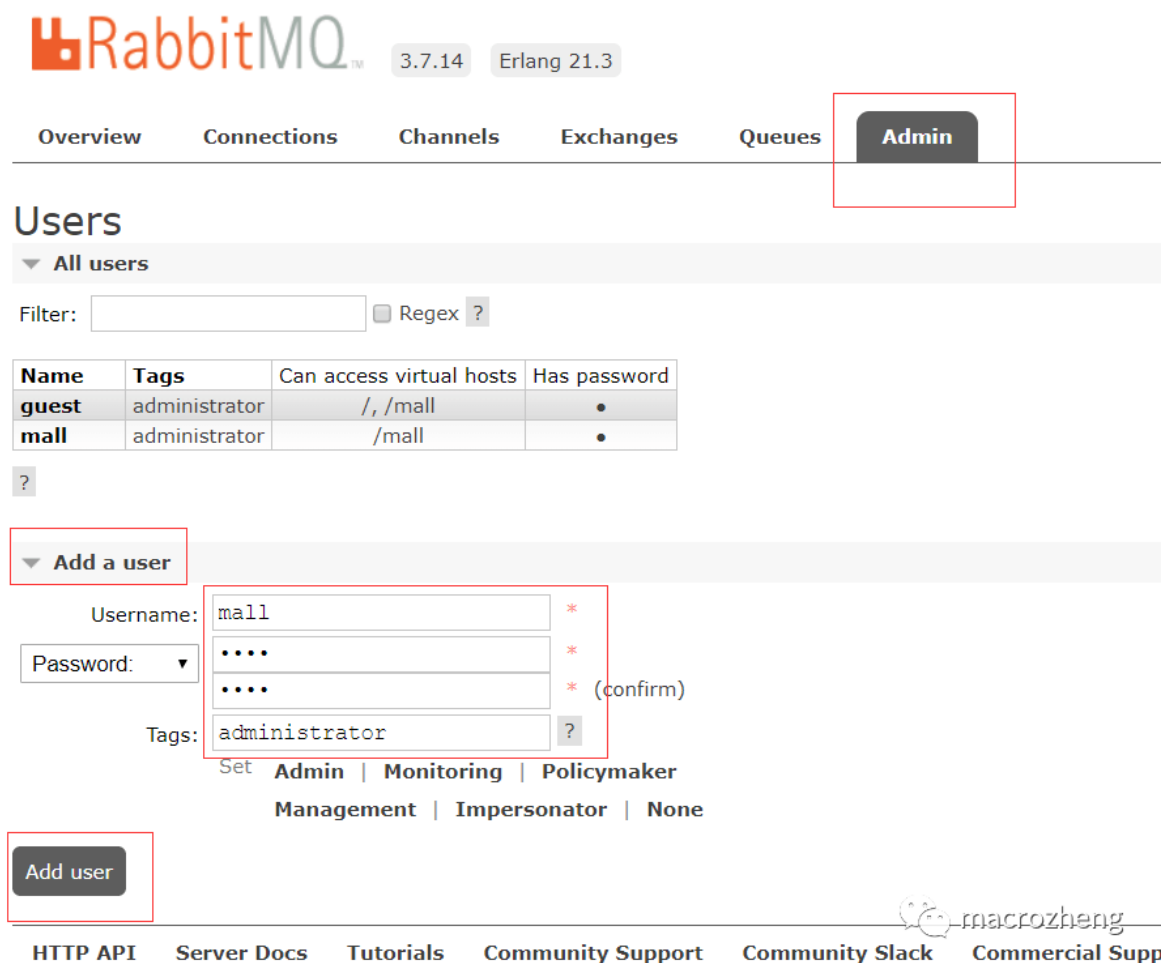 RabbitMQ TM 3.7.14 Erlang 21.3
Overview Connections Channels Exchanges Queues Admin
Users
All users
Filter: Regex ?
Name Tags Can access virtual hosts Has password
guest administrator /, /mall ●
mall administrator /mall ●
?
Add a user
Username: mall *
Password: •••• *
•••• * (confirm)
Tags: administrator ?
Set Admin | Monitoring | Policymaker
Management | Impersonator | None
Add user
macrozheng
HTTP API Server Docs Tutorials Community Support Community Slack Commercial Supp